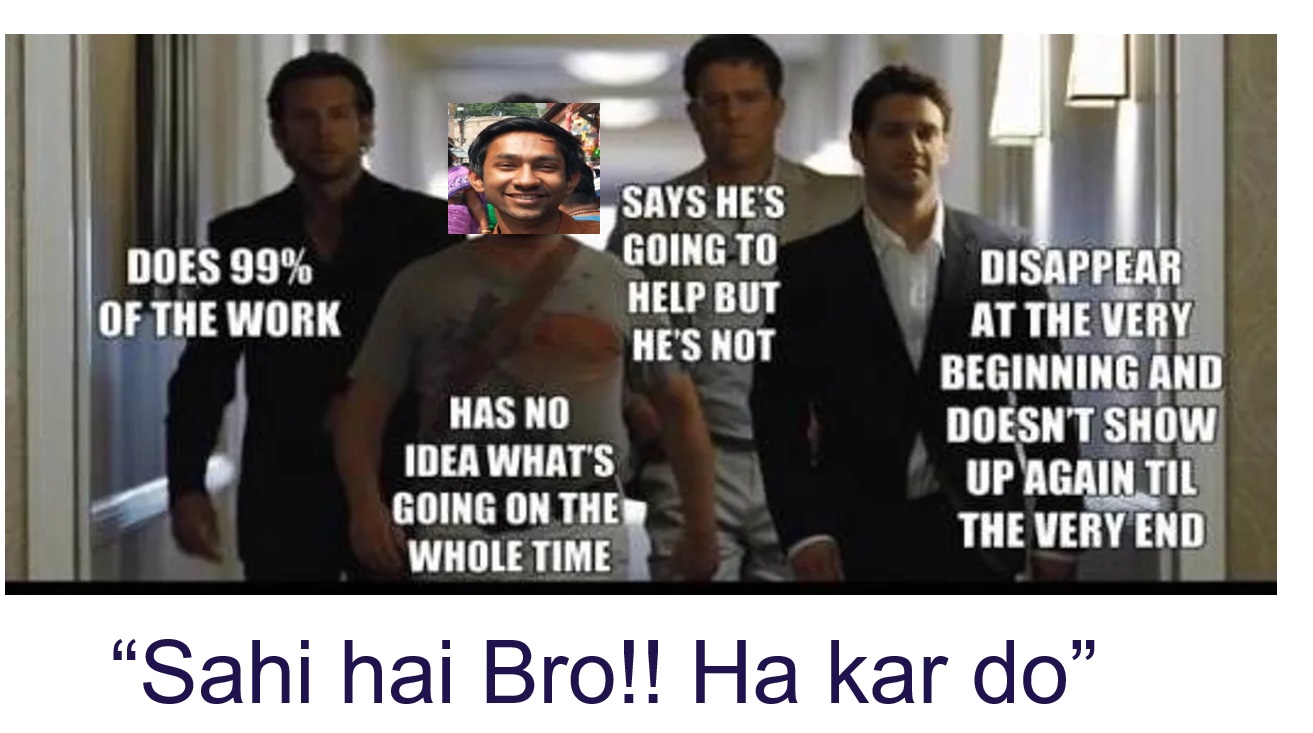 DOES 99%
OF THE WORK
HAS NO
IDEA WHAT'S
GOING ON THE
WHOLE TIME
SAYS HE'S
GOING TO
HELP BUT
HE'S NOT
DISAPPEAR
AT THE VERY
BEGINNING AND
DOESN'T SHOW
UP AGAIN TIL
THE VERY END
“Sahi hai Bro!! Ha kar do”